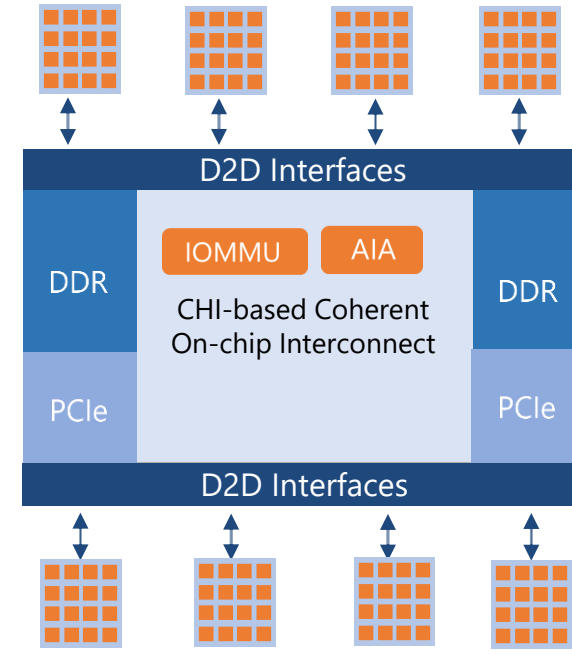 D2D Interfaces
IOMMU
AIA
DDR
DDR
CHI-based Coherent
On-chip Interconnect
PCIe
PCIe
D2D Interfaces